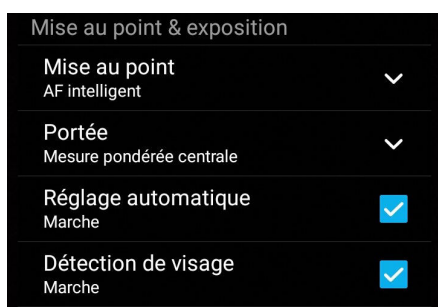 Mise au point & exposition
Mise au point
AF intelligent
Portée
Mesure pondérée centrale
Réglage automatique
Marche
Détection de visage
Marche